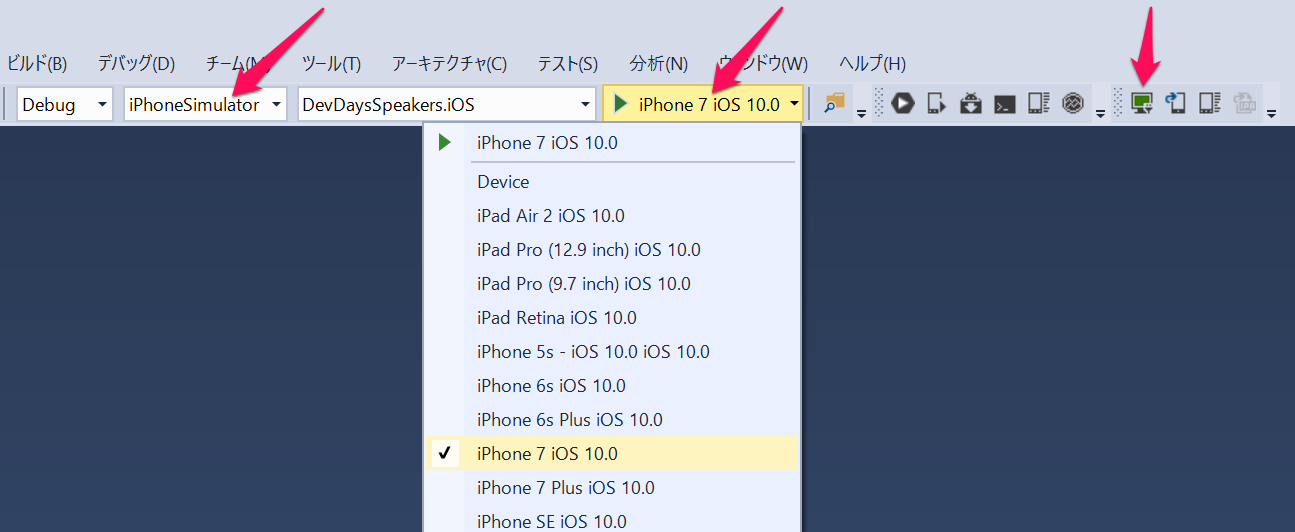 ビルド(B) デバッグ(D) チーム(M) ツール(T) アーキテクチャ(C) テスト(S) 分析(N) ウィンドウ(W) ヘルプ(H)
Debug iPhoneSimulator DevDaysSpeakers.iOS iPhone 7 iOS 10.0
iPhone 7 iOS 10.0
Device
iPad Air 2 iOS 10.0
iPad Pro (12.9 inch) iOS 10.0
iPad Pro (9.7 inch) iOS 10.0
iPad Retina iOS 10.0
iPhone 5s - iOS 10.0 iOS 10.0
iPhone 6s iOS 10.0
iPhone 6s Plus iOS 10.0
iPhone 7 iOS 10.0
iPhone 7 Plus iOS 10.0
iPhone SE iOS 10.0